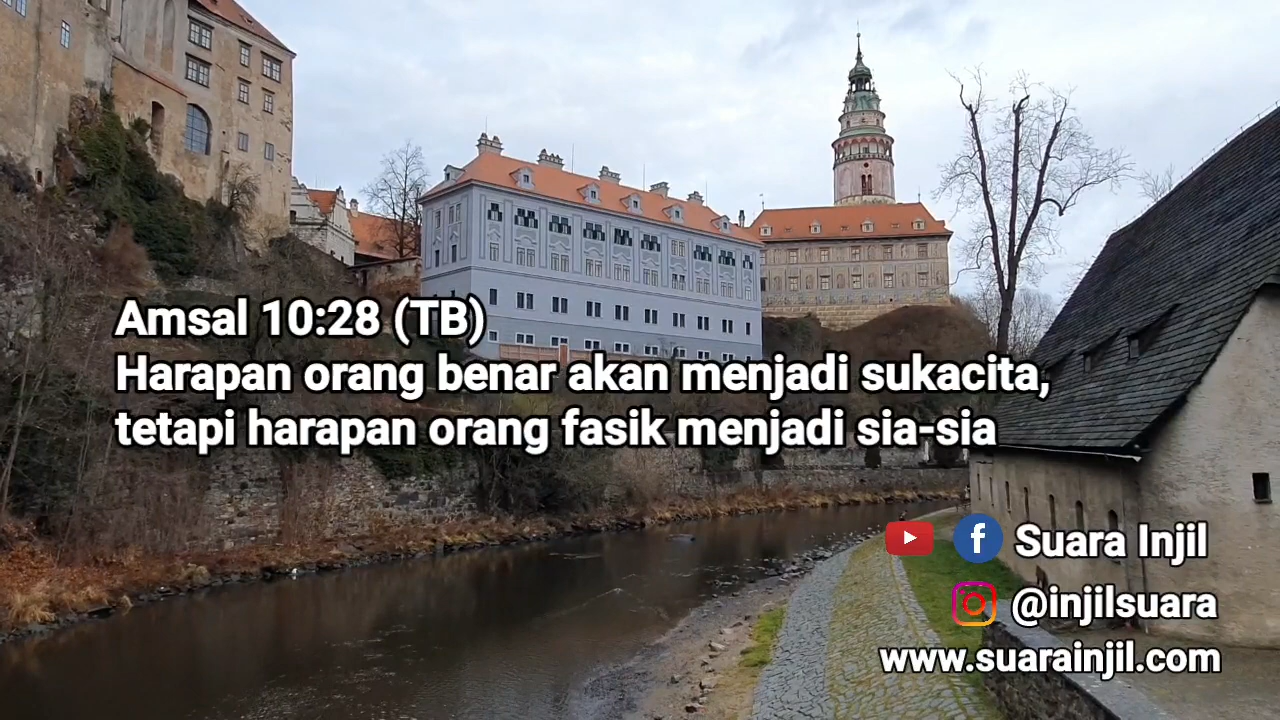 Amsal 10:28 (TB)
Harapan orang benar akan menjadi sukacita,
tetapi harapan orang fasik menjadi sia-sia
Suara Injil
@injilsuara
www.suarainjil.com